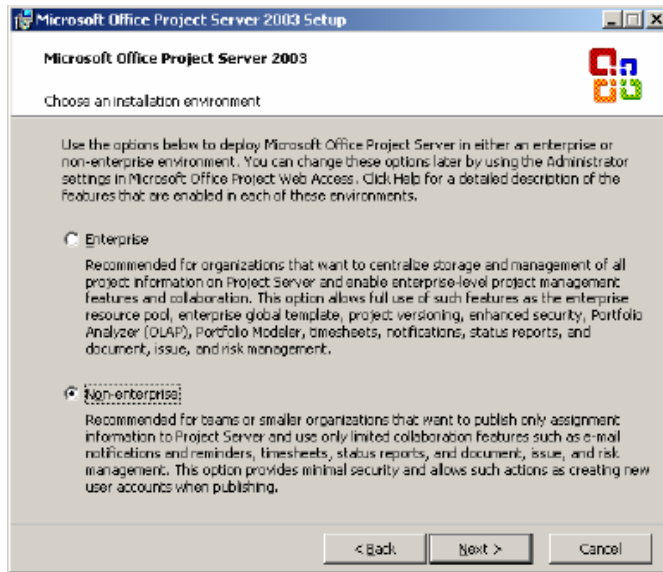 Microsoft Office Project Server 2003 Setup
Microsoft Office Project Server 2003
Choose an installation environment
Use the options below to deploy Microsoft Office Project Server in either an enterprise or
non-enterprise environment. You can change these options later by using the Administrator
settings in Microsoft Office Project Web Access. Click Help for a detailed description of the
features that are enabled in each of these environments.
Enterprise
Recommended for organizations that want to centralize storage and management of all
project information on Project Server and enable enterprise-level project management
features and collaboration. This option allows full use of such features as the enterprise
resource pool, enterprise global template, project versioning, enhanced security, Portfolio
Analyzer (OLAP), Portfolio Modeler, timesheets, notifications, status reports, and
document, issue, and risk management.
Non-enterprise
Recommended for teams or smaller organizations that want to publish only assignment
information to Project Server and use only limited collaboration features such as e-mail
notifications and reminders, timesheets, status reports, and document, issue, and risk
management. This option provides minimal security and allows such actions as creating new
user accounts when publishing.
< Back Next > Cancel